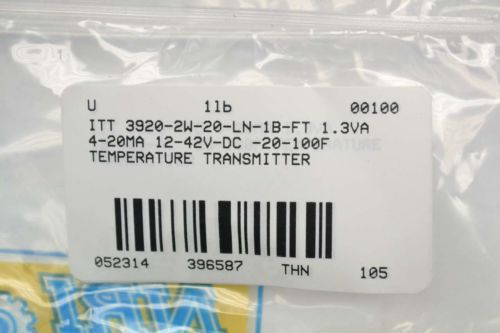 U 1lb 00100
ITT 3920-2W-20-LN-1B-FT 1.3VA
4-20MA 12-42V-DC -20-100F
TEMPERATURE TRANSMITTER
052314 396587 THN 105